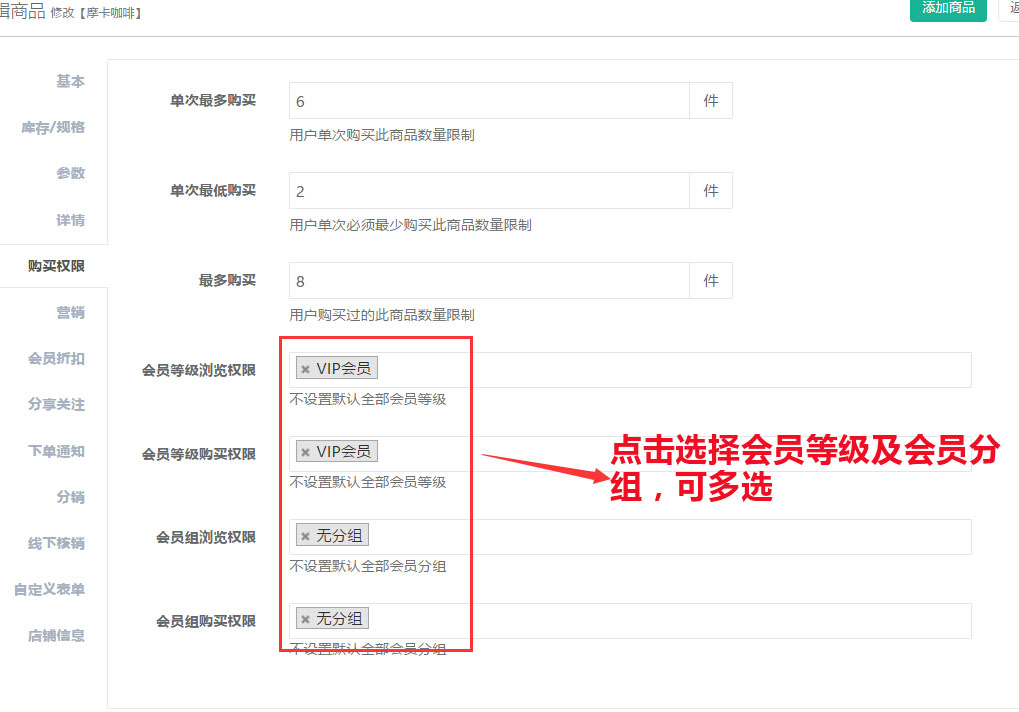 辑商品 修改【摩卡咖啡】
添加商品
返
基本
库存/规格
参数
详情
购买权限
营销
会员折扣
分享关注
下单通知
分销
线下核销
自定义表单
店铺信息
单次最多购买 6 件
用户单次购买此商品数量限制
单次最低购买 2 件
用户单次必须最少购买此商品数量限制
最多购买 8 件
用户购买过的此商品数量限制
会员等级浏览权限 × VIP会员
不设置默认全部会员等级
会员等级购买权限 × VIP会员
不设置默认全部会员等级
会员组浏览权限 × 无分组
不设置默认全部会员分组
会员组购买权限 × 无分组
不设置默认全部会员分组
点击选择会员等级及会员分
组，可多选